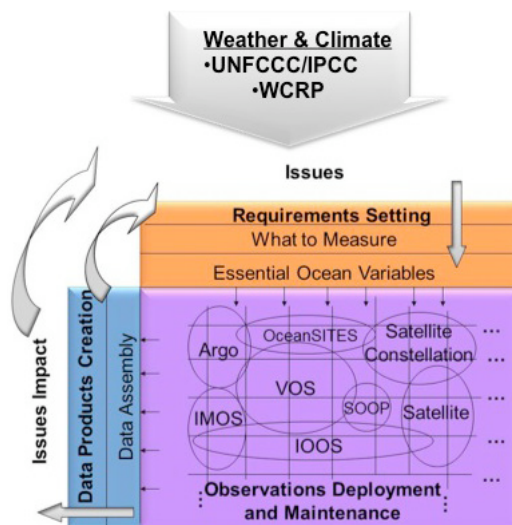 Weather & Climate
•UNFCCC/IPCC
•WCRP
Issues
Requirements Setting
What to Measure
Essential Ocean Variables
Issues Impact
Data Products Creation
Data Assembly
Argo
OceanSITES
Satellite
Constellation
...
...
VOS
IMOS
SOOP
Satellite
...
IOOS
...
...
Observations Deployment
and Maintenance